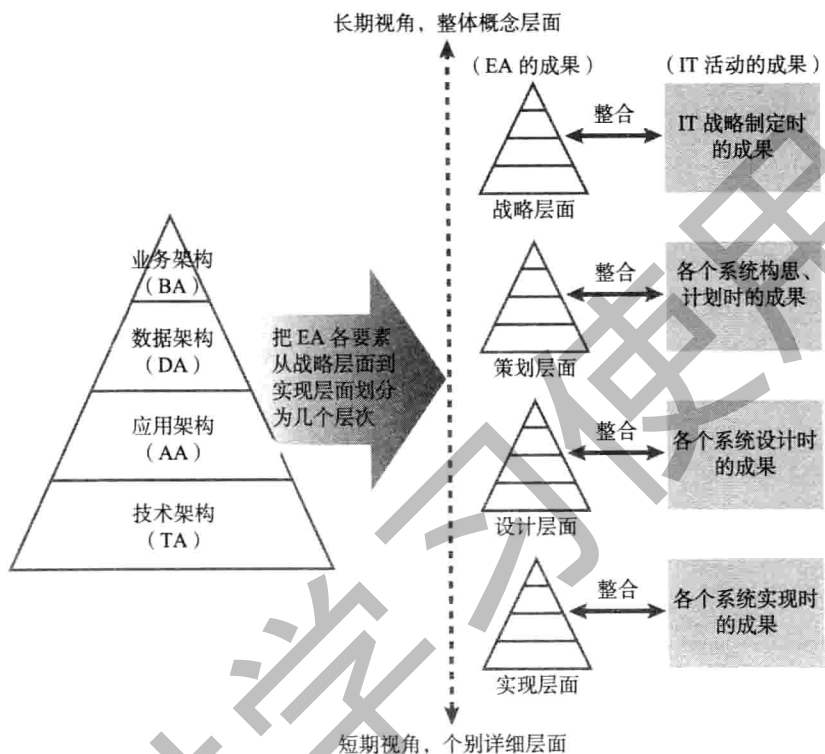 长期视角，整体概念层面
（EA 的成果）
（IT 活动的成果）
整合
IT 战略制定时
的成果
战略层面
业务架构
（BA）
数据架构
（DA）
应用架构
（AA）
技术架构
（TA）
把 EA 各要素
从战略层面到
实现层面划分
为几个层次
整合
各个系统构思、
计划时的成果
策划层面
整合
各个系统设计时
的成果
设计层面
整合
各个系统实现时
的成果
实现层面
短期视角，个别详细层面
学习使用